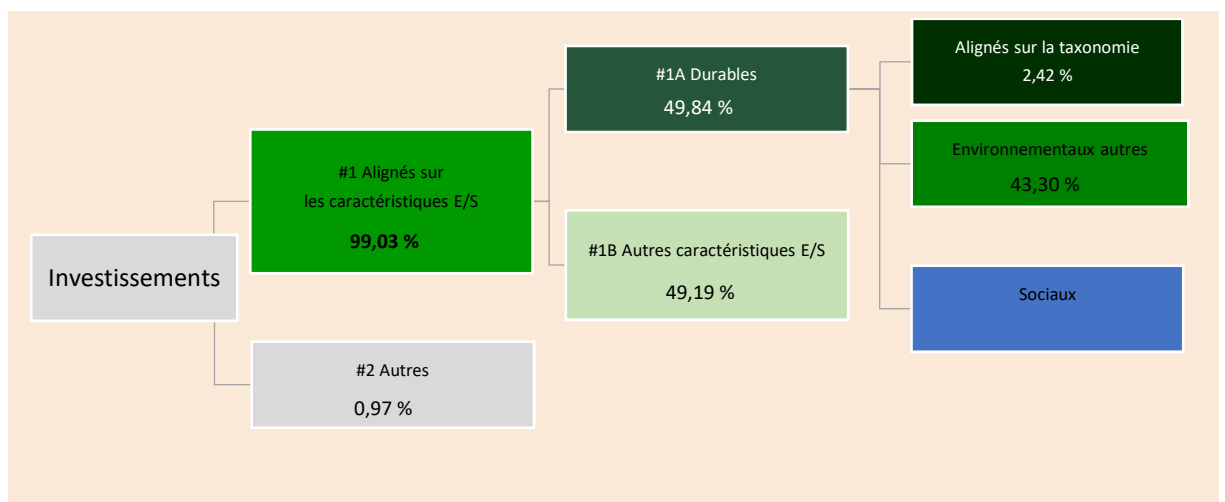 Investissements
#1 Alignés sur
les caractéristiques E/S
99,03 %
#2 Autres
0,97 %
#1A Durables
49,84 %
#1B Autres caractéristiques E/S
49,19 %
Alignés sur la taxonomie
2,42 %
Environnementaux autres
43,30 %
Sociaux